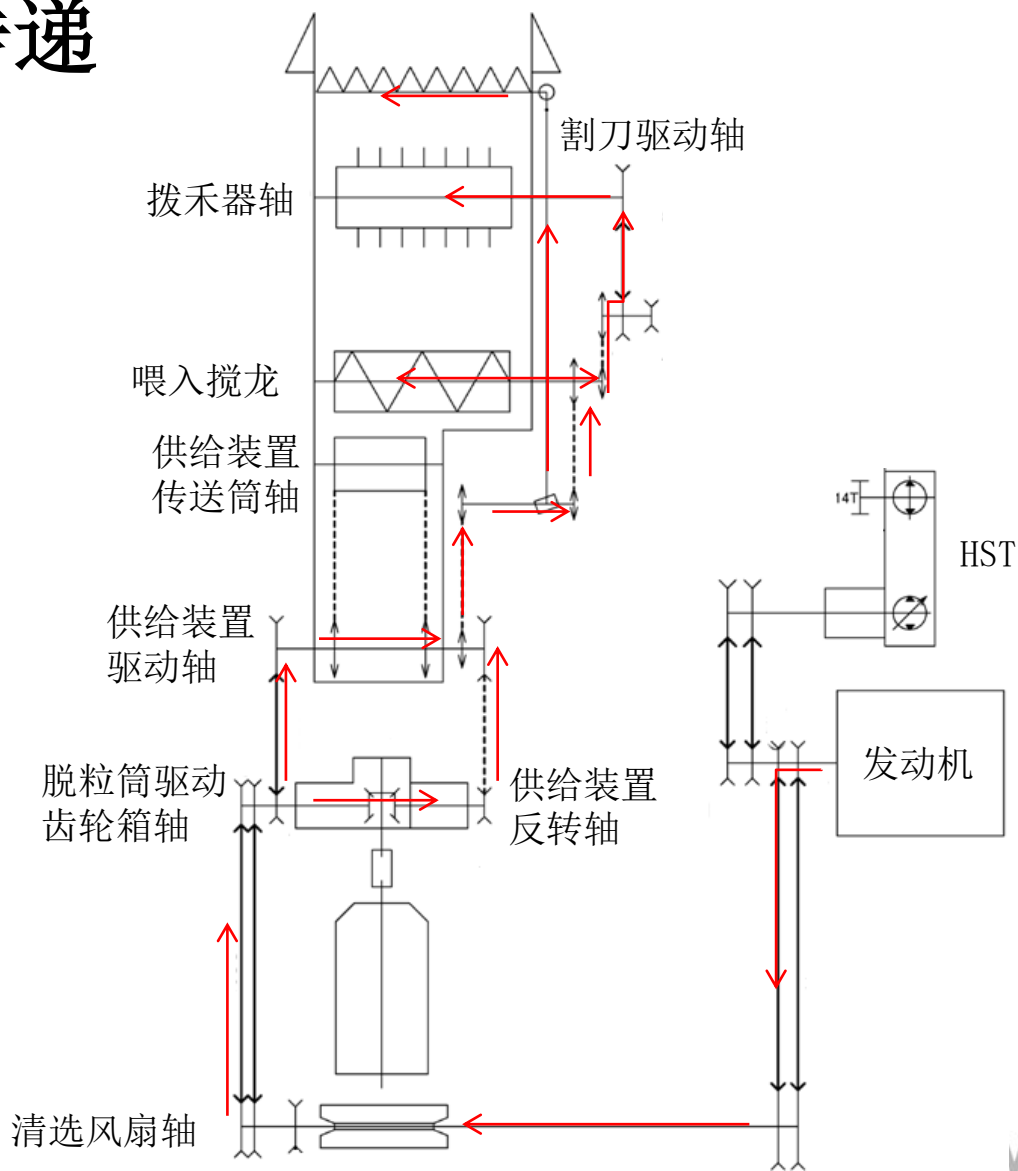 递
割刀驱动轴
拨禾器轴
喂入搅龙
供给装置
传送筒轴
14T
HST
供给装置
驱动轴
发动机
脱粒筒驱动
齿轮箱轴
供给装置
反转轴
清选风扇轴